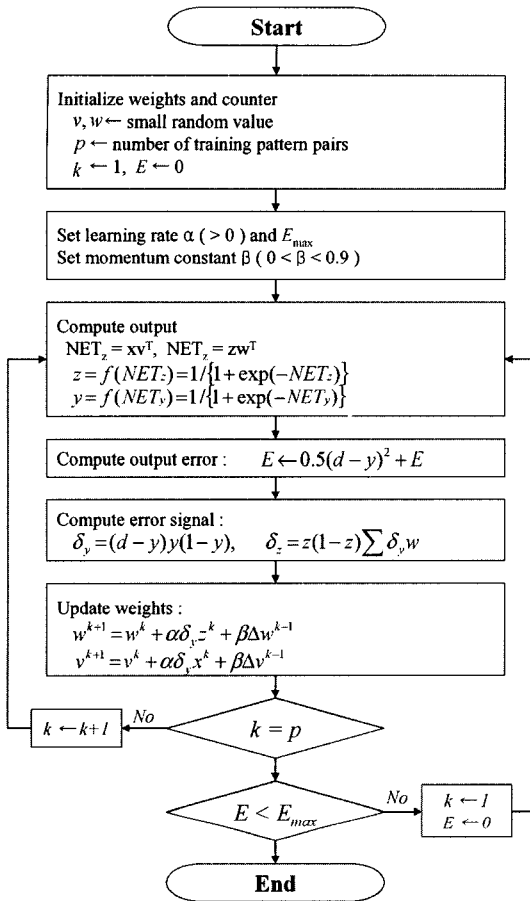 Start
Initialize weights and counter
v, w ← small random value
p ← number of training pattern pairs
k ← 1, E ← 0
Set learning rate α ( > 0 ) and E_max
Set momentum constant β ( 0 < β < 0.9 )
Compute output
NET_z = xv^T, NET_z = zw^T
z = f(NET_z) = 1/{1 + exp(−NET_z)}
y = f(NET_y) = 1/{1 + exp(−NET_y)}
Compute output error : E ← 0.5(d − y)² + E
Compute error signal :
δ_y = (d − y)y(1 − y), δ_z = z(1 − z)∑ δ_y w
Update weights :
w^{k+1} = w^k + αδ_y z^k + βΔw^{k−1}
v^{k+1} = v^k + αδ_y x^k + βΔv^{k−1}
k ← k+1
No
k = p
E < E_max
No
k ← 1
E ← 0
End